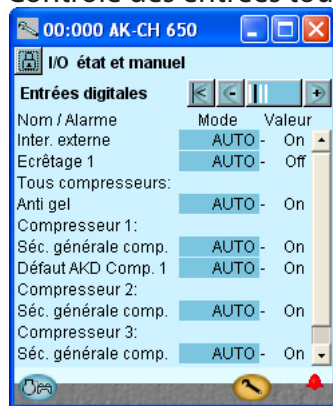 Contrôle des entrées tou
00:000 AK-CH 650
I/O état et manuel
Entrées digitales
Nom / Alarme Mode Valeur
Inter. externe AUTO - On
Ecrêtage 1 AUTO - Off
Tous compresseurs:
Anti gel AUTO - On
Compresseur 1:
Séc. générale comp. AUTO - On
Défaut AKD Comp. 1 AUTO - On
Compresseur 2:
Séc. générale comp. AUTO - On
Compresseur 3:
Séc. générale comp. AUTO - On